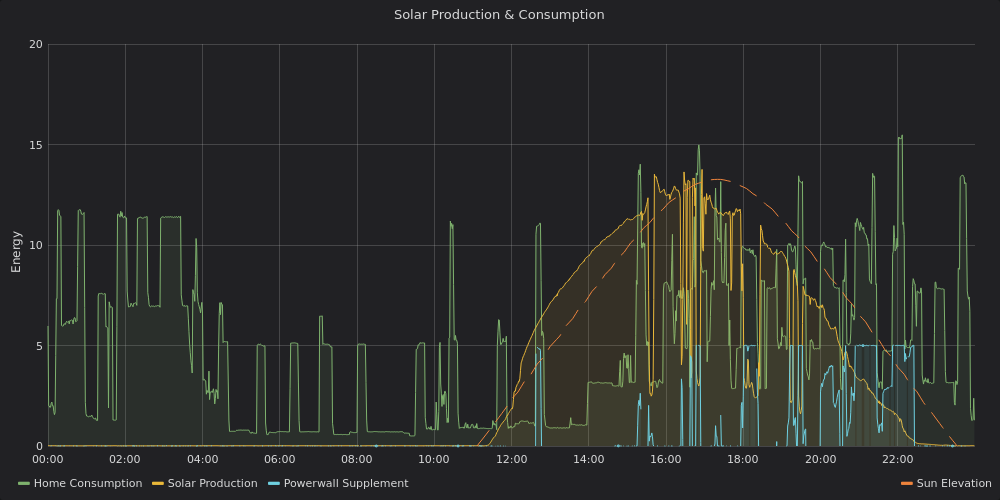 Solar Production & Consumption
20
15
10
5
0
Energy
00:00 02:00 04:00 06:00 08:00 10:00 12:00 14:00 16:00 18:00 20:00 22:00
Home Consumption Solar Production Powerwall Supplement Sun Elevation